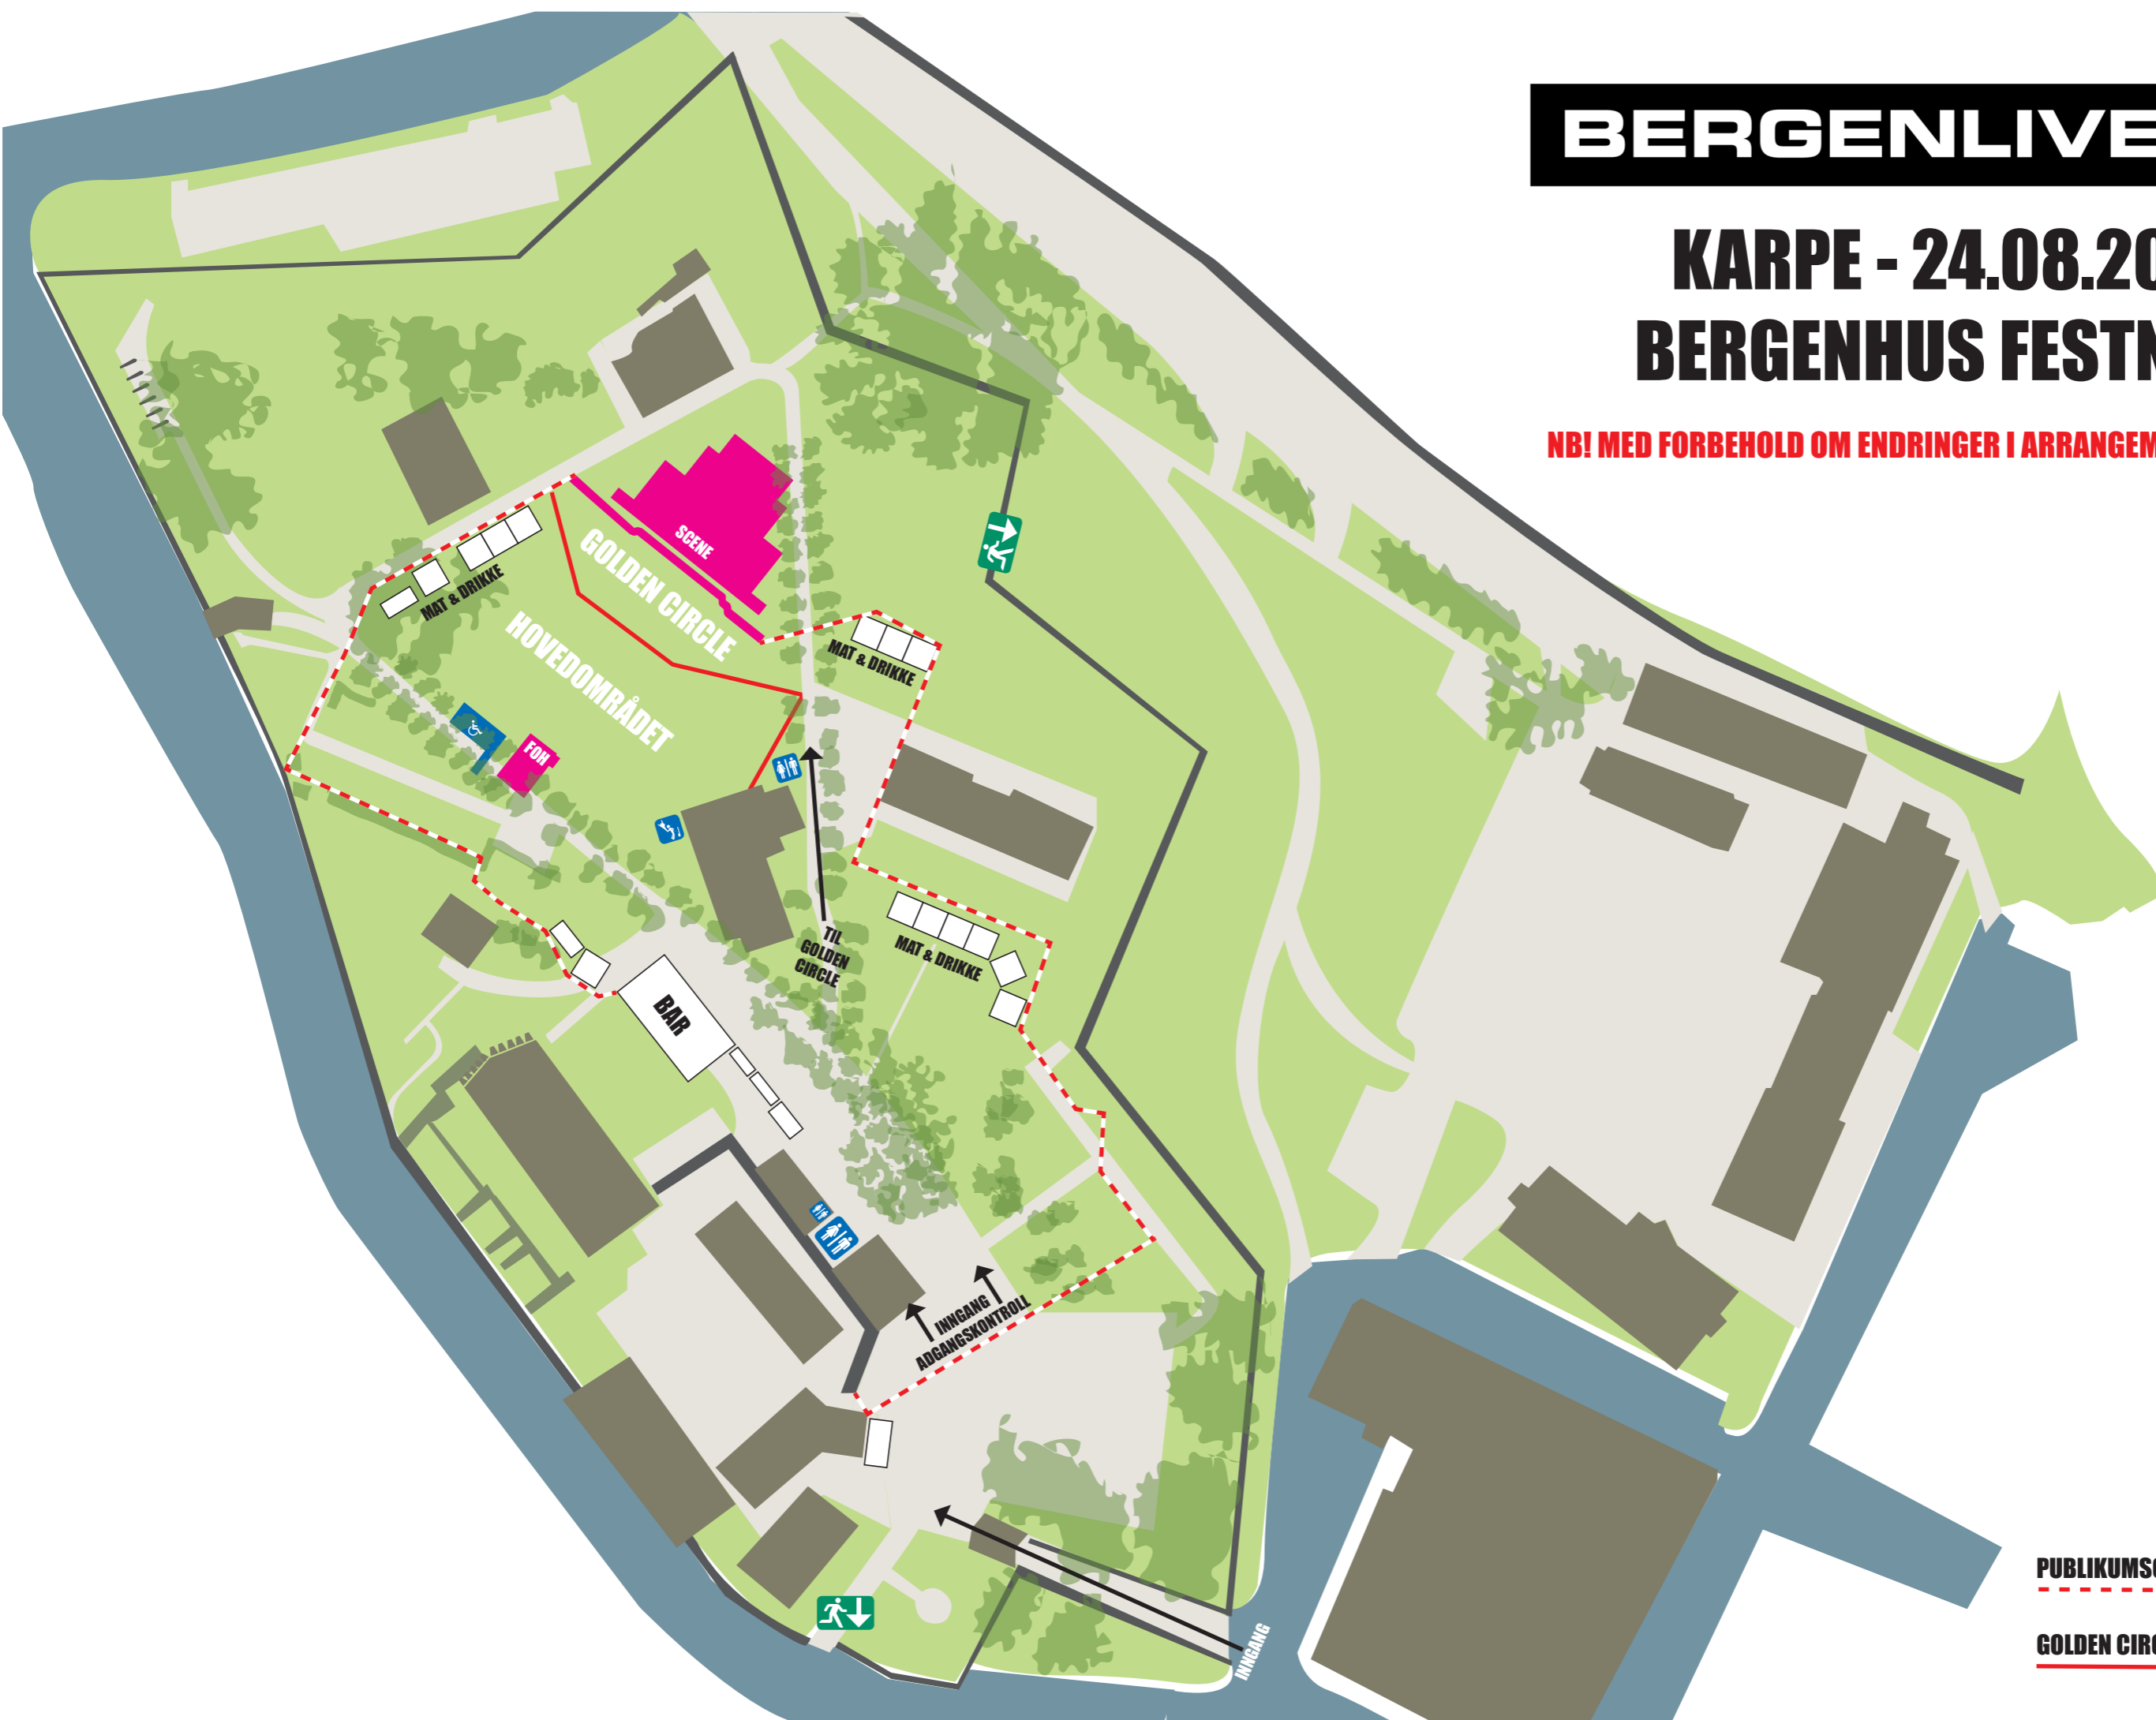 BERGENLIVE
KARPE - 24.08.20
BERGENHUS FESTN
NB! MED FORBEHOLD OM ENDRINGER I ARRANGEM
SCENE
GOLDEN CIRCLE
MAT & DRIKKE
HOVEDOMRÅDET
MAT & DRIKKE
FOH
TIL
GOLDEN
CIRCLE
MAT & DRIKKE
BAR
INNGANG
ADGANGSKONTROLL
INNGANG
PUBLIKUMS
GOLDEN CIRC